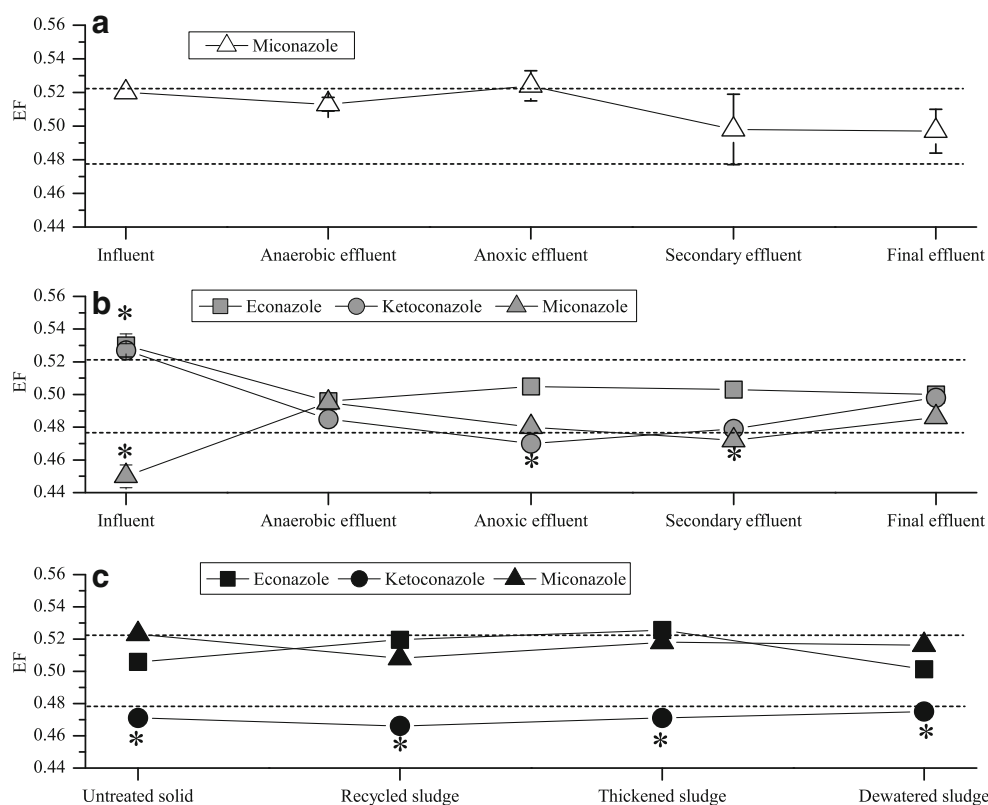 a
Miconazole
0.56
0.54
0.52
0.50
0.48
0.46
0.44
EF
Influent Anaerobic effluent Anoxic effluent Secondary effluent Final effluent
b
Econazole Ketoconazole Miconazole
0.56
0.54
0.52
0.50
0.48
0.46
0.44
EF
*
*
*
*
Influent Anaerobic effluent Anoxic effluent Secondary effluent Final effluent
c
Econazole Ketoconazole Miconazole
0.56
0.54
0.52
0.50
0.48
0.46
0.44
EF
* * * *
Untreated solid Recycled sludge Thickened sludge Dewatered sludge